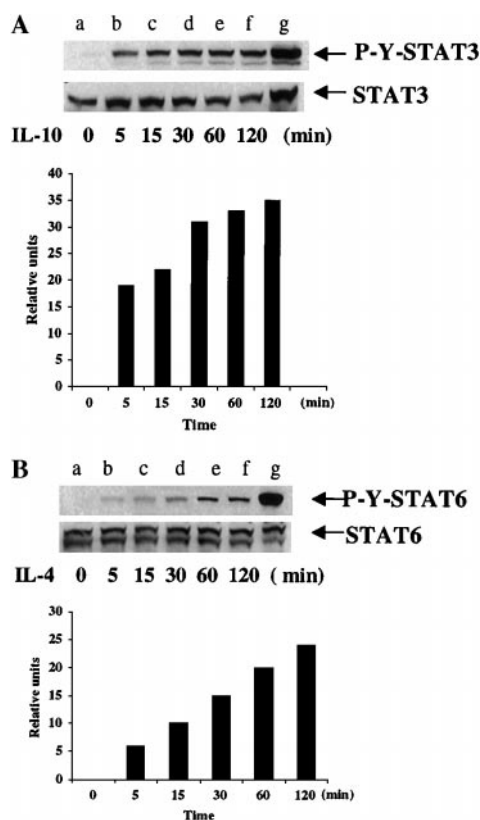 A
a b c d e f g
P-Y-STAT3
STAT3
IL-10 0 5 15 30 60 120 (min)
40
35
30
25
20
15
10
5
0
Relative units
0 5 15 30 60 120 (min)
Time
B
a b c d e f g
P-Y-STAT6
STAT6
IL-4 0 5 15 30 60 120 ( min)
30
25
20
15
10
5
0
Relative units
0 5 15 30 60 120 (min)
Time